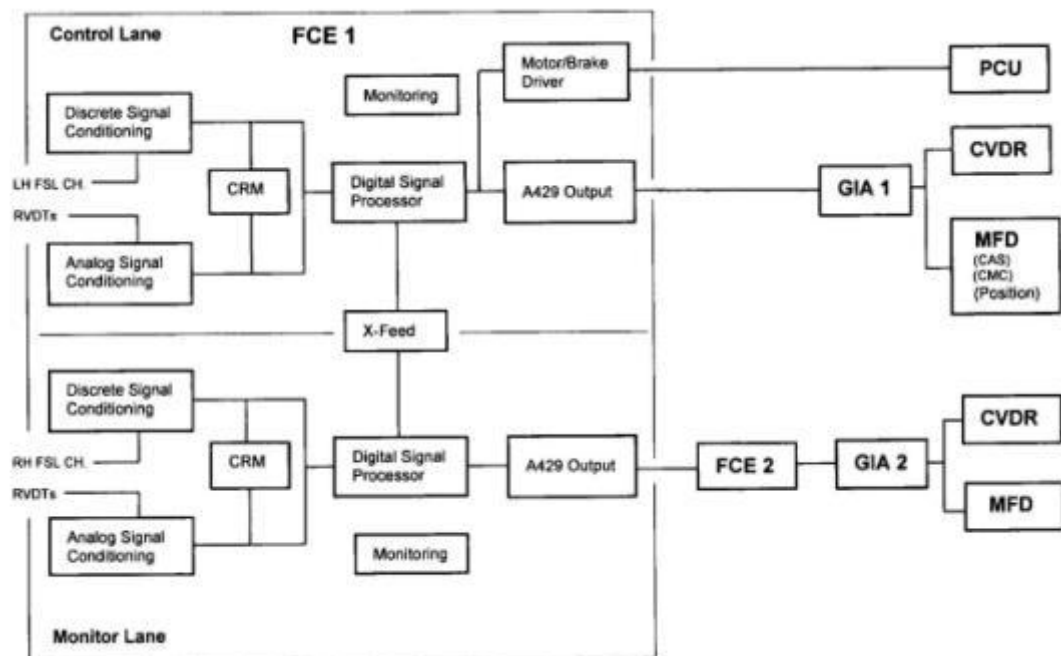 Control Lane
FCE 1
Motor/Brake
Driver
PCU
Monitoring
Discrete Signal
Conditioning
CVDR
LH FSL CH.
CRM
Digital Signal
Processor
A429 Output
GIA 1
RVDTs
MFD
(CAS)
(CMC)
(Position)
Analog Signal
Conditioning
X-Feed
Discrete Signal
Conditioning
CVDR
RH FSL CH.
CRM
Digital Signal
Processor
A429 Output
FCE 2
GIA 2
RVDTs
MFD
Analog Signal
Conditioning
Monitoring
Monitor Lane